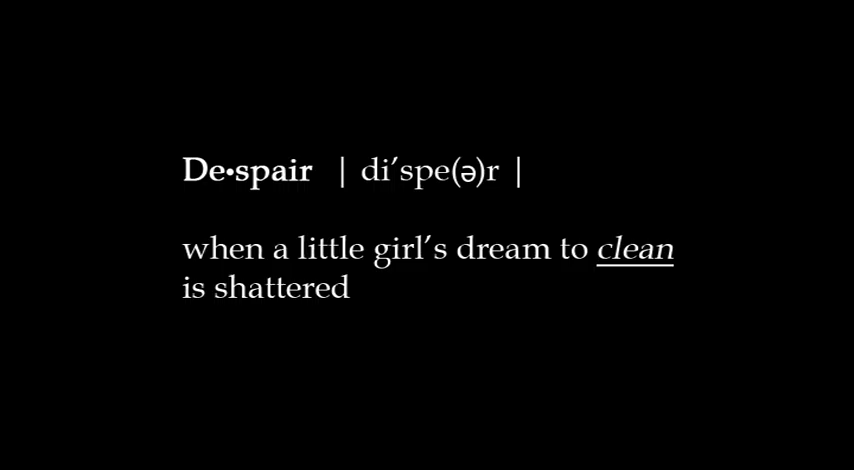 De•spair | di’spe(ə)r |
when a little girl’s dream to clean
is shattered